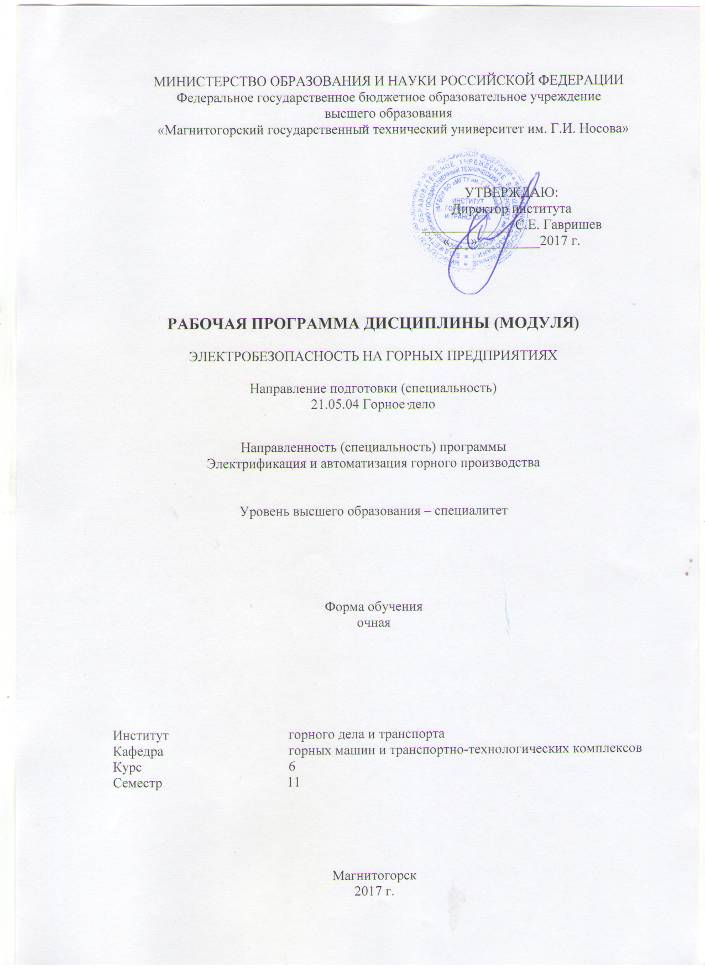 МИНИСТЕРСТВО ОБРАЗОВАНИЯ И НАУКИ РОССИЙСКОЙ ФЕДЕРАЦИИ
Федеральное государственное бюджетное образовательное учреждение
высшего образования
«Магнитогорский государственный технический университет им. Г.И. Носова»
УТВЕРЖДАЮ:
Директор института
С.Е. Гавришев
«___» ________ 2017 г.
ИНСТИТУТ
РАБОЧАЯ ПРОГРАММА ДИСЦИПЛИНЫ (МОДУЛЯ)
ЭЛЕКТРОБЕЗОПАСНОСТЬ НА ГОРНЫХ ПРЕДПРИЯТИЯХ
Направление подготовки (специальность)
21.05.04 Горное дело
Направленность (специальность) программы
Электрификация и автоматизация горного производства
Уровень высшего образования – специалитет
Форма обучения
очная
Институт горного дела и транспорта
Кафедра горных машин и транспортно-технологических комплексов
Курс 6
Семестр 11
Магнитогорск
2017 г.